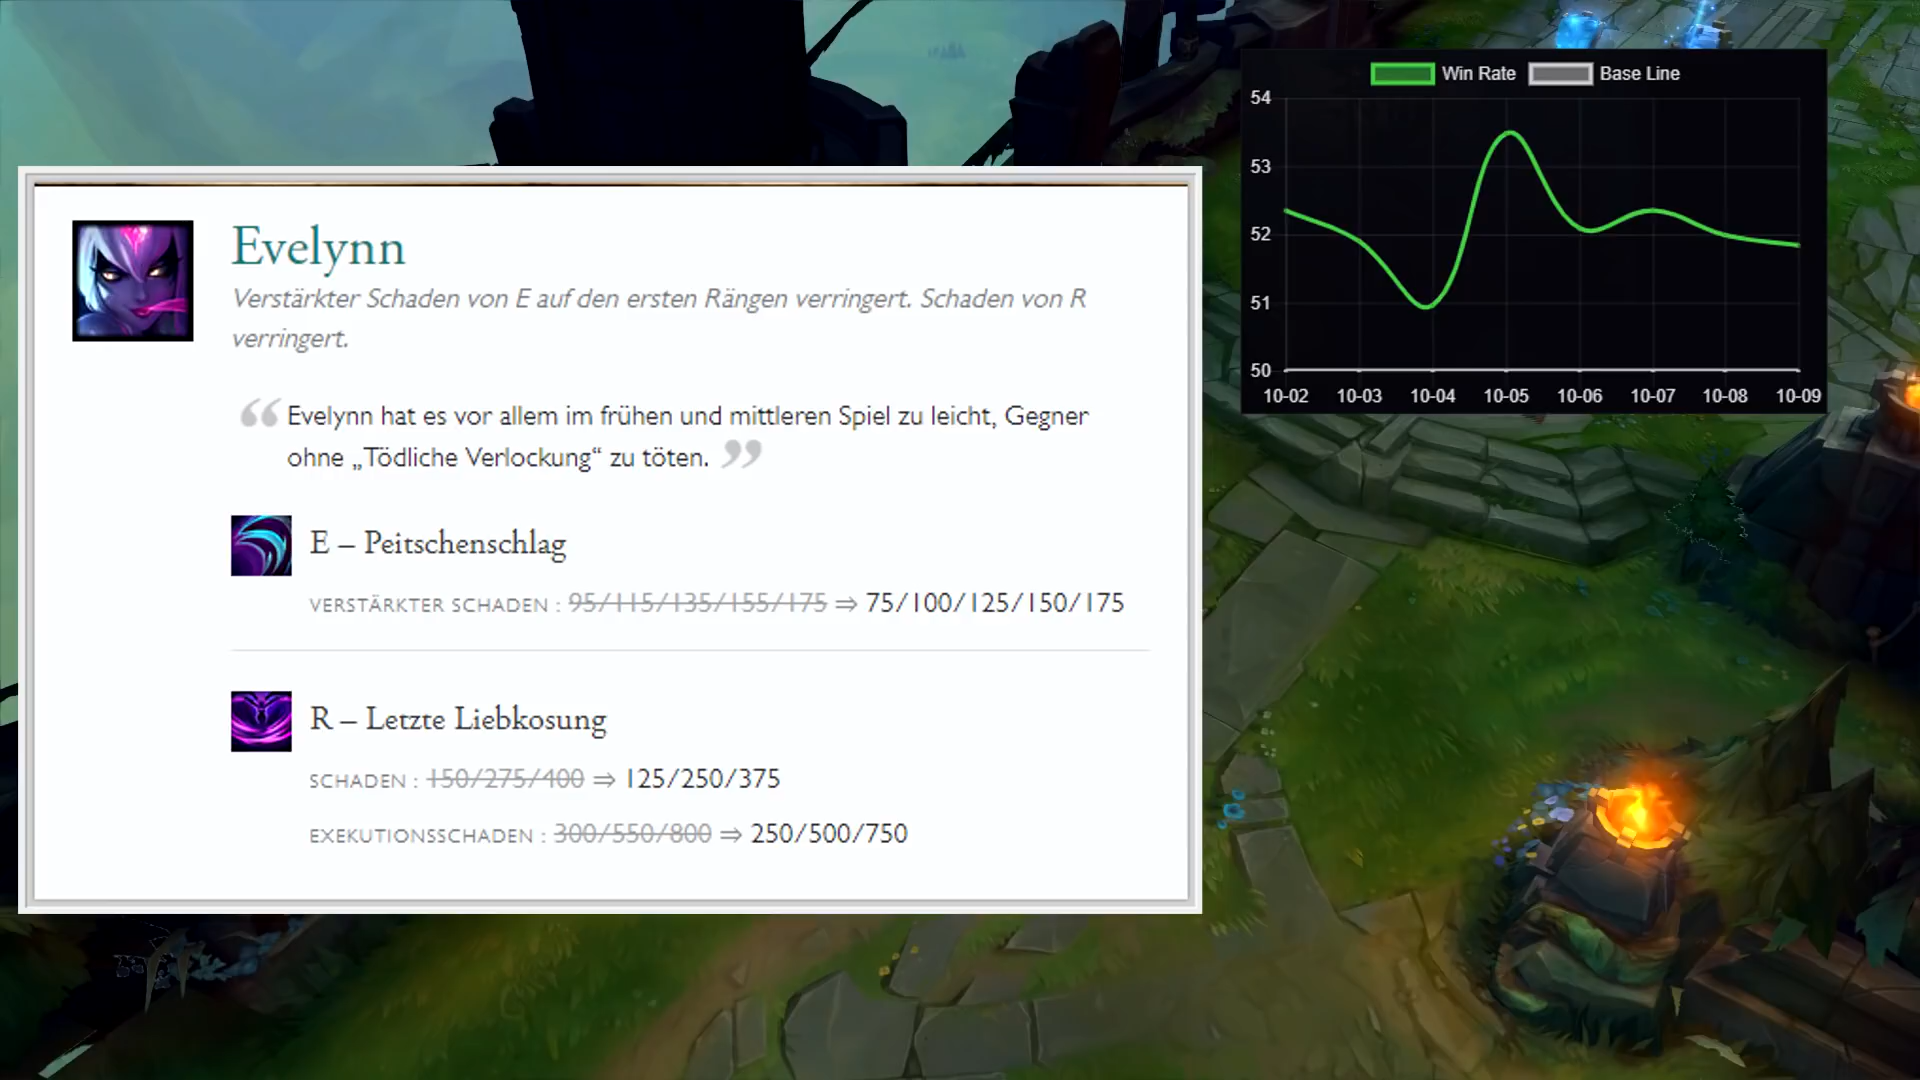 Evelynn
Verstärkter Schaden von E auf den ersten Rängen verringert. Schaden von R
verringert.
“ Evelynn hat es vor allem im frühen und mittleren Spiel zu leicht, Gegner
ohne „Tödliche Verlockung“ zu töten. ”
E – Peitschenschlag
VERSTÄRKTER SCHADEN : 95/115/135/155/175 ⇒ 75/100/125/150/175
R – Letzte Liebkosung
SCHADEN : 150/275/400 ⇒ 125/250/375
EXEKUTIONSSCHADEN : 300/550/800 ⇒ 250/500/750
Win Rate Base Line
54
53
52
51
50
10-02 10-03 10-04 10-05 10-06 10-07 10-08 10-09